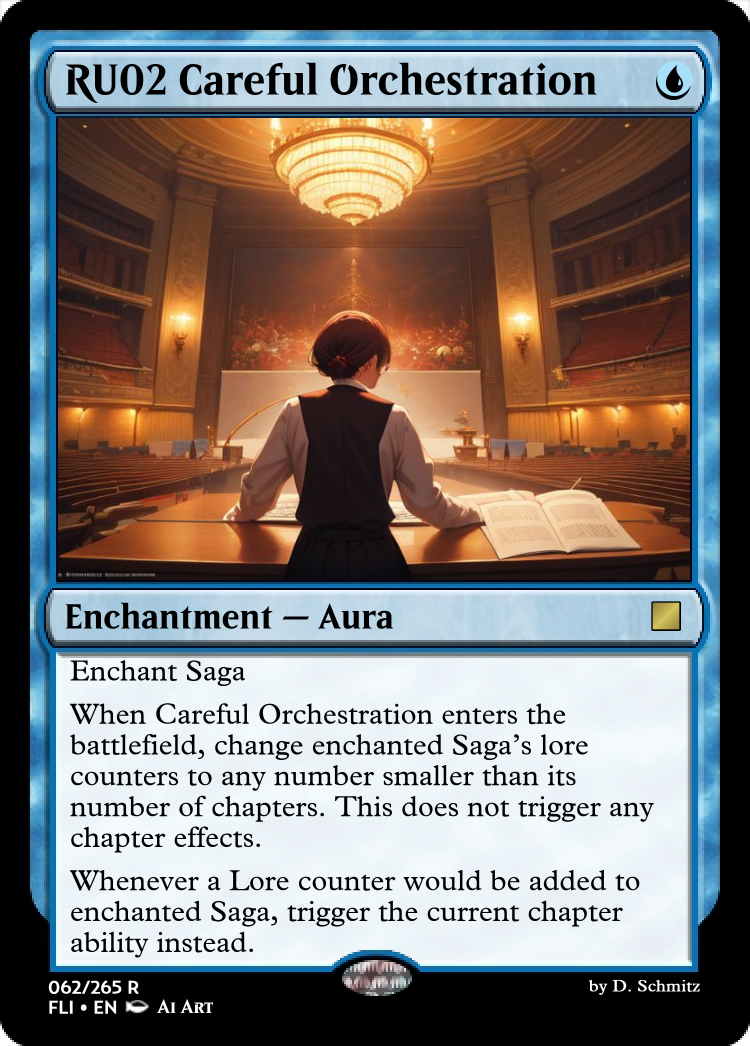 RU02 Careful Orchestration
Enchantment — Aura
Enchant Saga
When Careful Orchestration enters the
battlefield, change enchanted Saga's lore
counters to any number smaller than its
number of chapters. This does not trigger any
chapter effects.
Whenever a Lore counter would be added to
enchanted Saga, trigger the current chapter
ability instead.
062/265 R
by D. Schmitz
FLI • EN AI ART